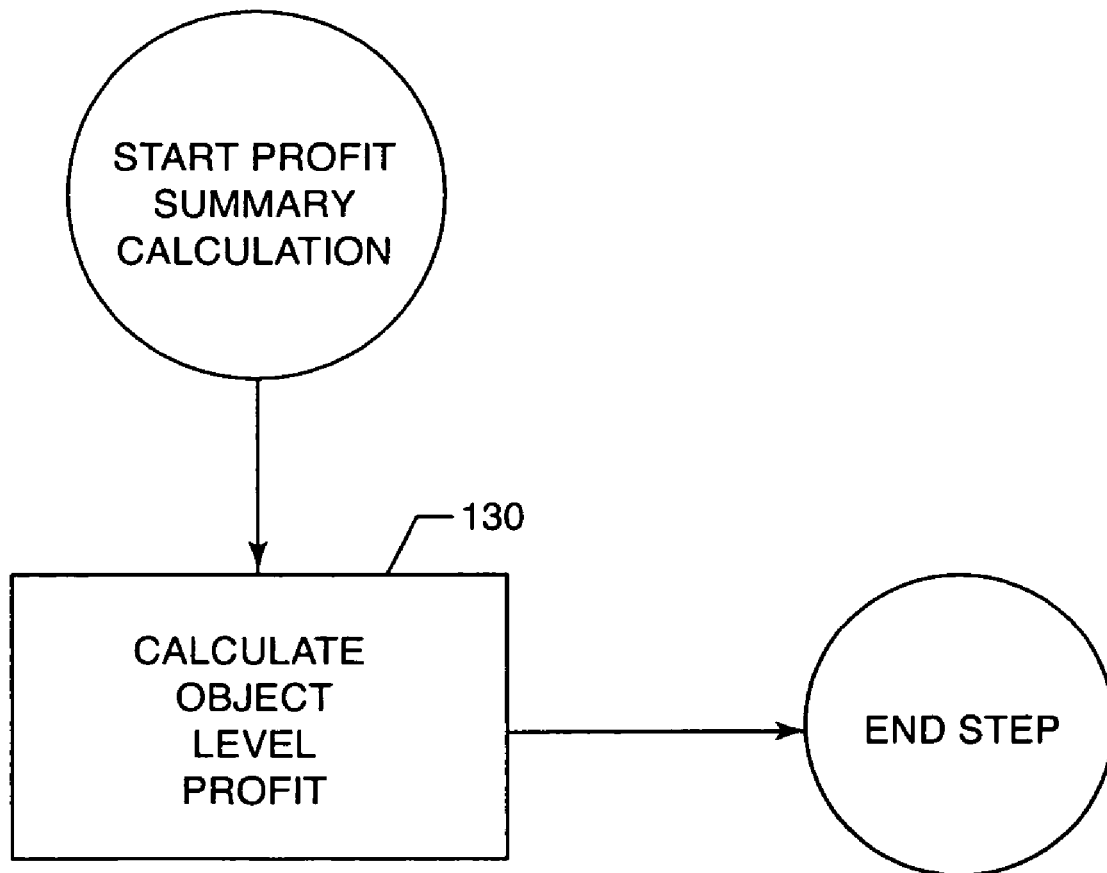 START PROFIT
SUMMARY
CALCULATION
130
CALCULATE
OBJECT
LEVEL
PROFIT
END STEP